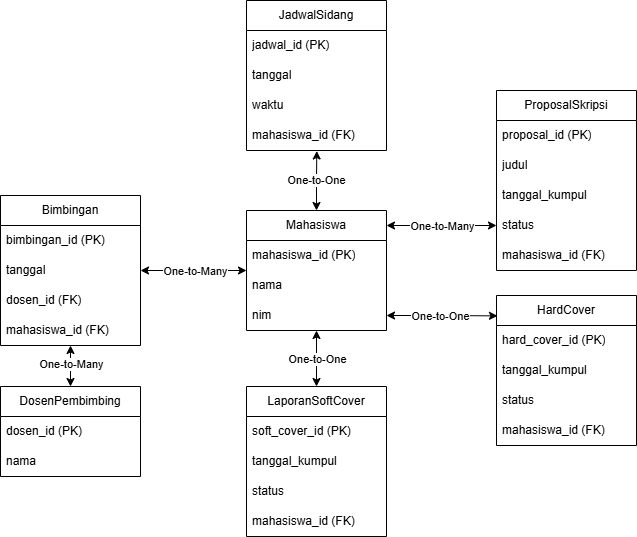 JadwalSidang
jadwal_id (PK)
tanggal
waktu
mahasiswa_id (FK)
One-to-One
ProposalSkripsi
proposal_id (PK)
judul
tanggal_kumpul
status
mahasiswa_id (FK)
Bimbingan
bimbingan_id (PK)
tanggal
dosen_id (FK)
mahasiswa_id (FK)
One-to-Many
Mahasiswa
mahasiswa_id (PK)
nama
nim
One-to-Many
One-to-One
HardCover
hard_cover_id (PK)
tanggal_kumpul
status
mahasiswa_id (FK)
One-to-Many
DosenPembimbing
dosen_id (PK)
nama
One-to-One
LaporanSoftCover
soft_cover_id (PK)
tanggal_kumpul
status
mahasiswa_id (FK)